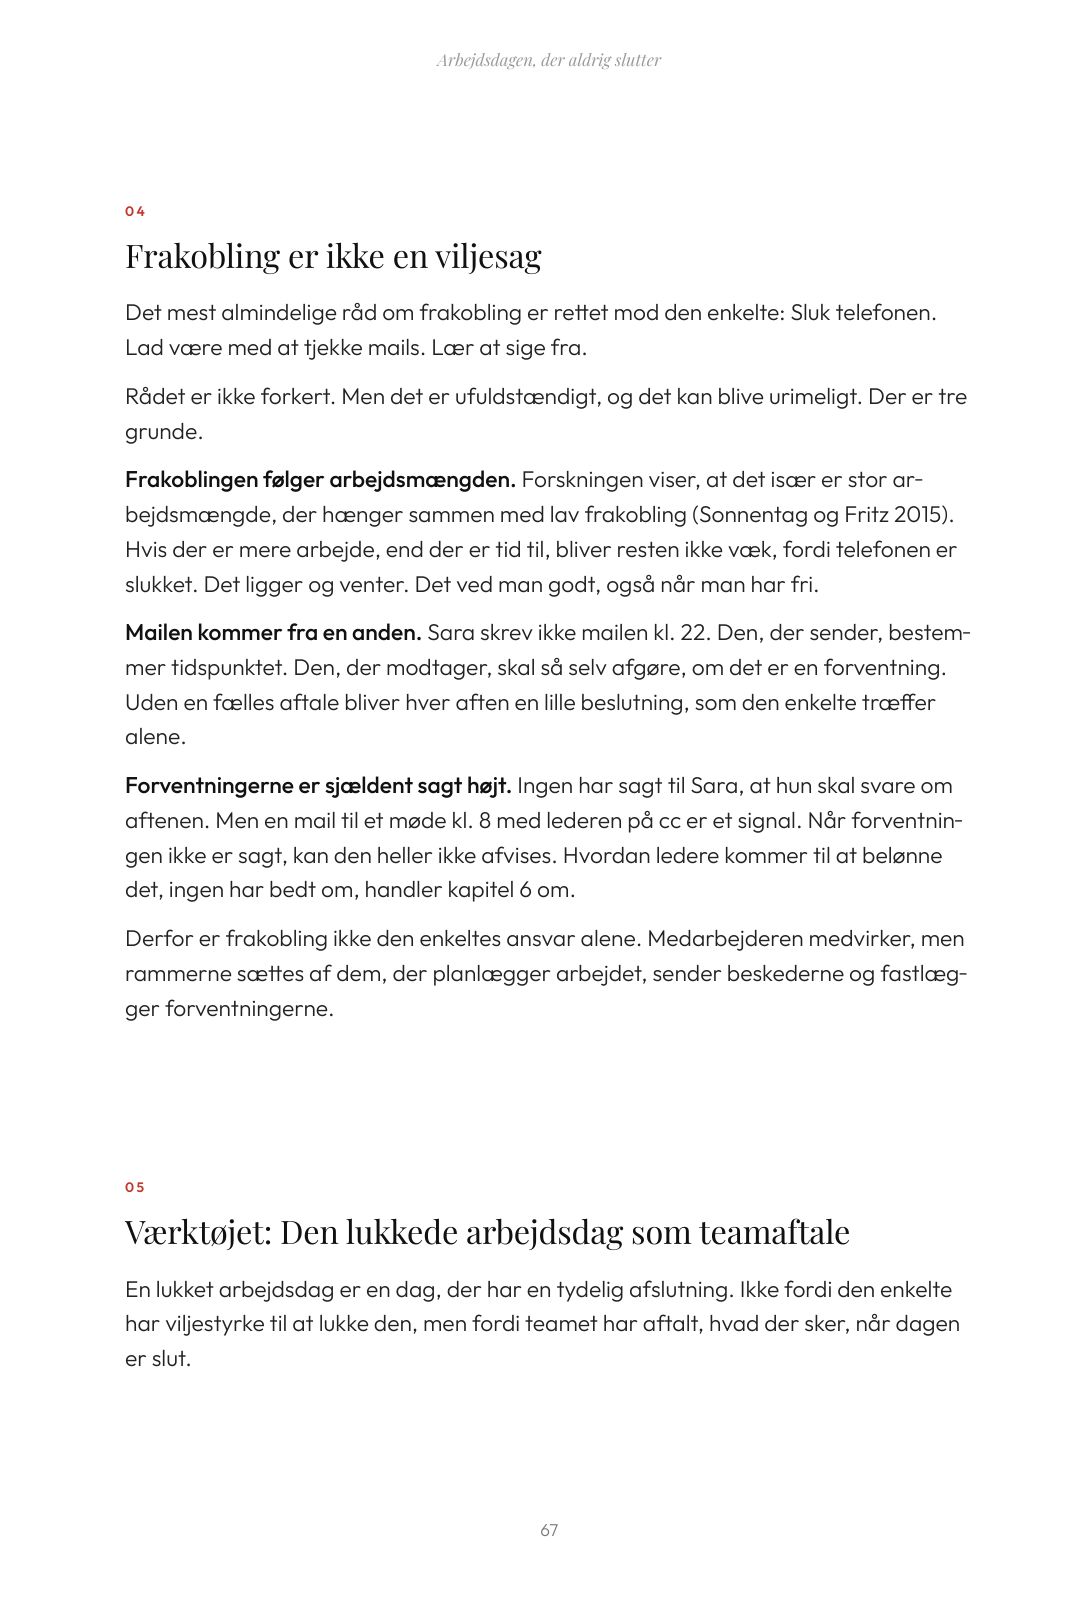 Arbejdsdagen, der aldrig slutter
04
Frakobling er ikke en viljesag
Det mest almindelige råd om frakobling er rettet mod den enkelte: Sluk telefonen.
Lad være med at tjekke mails. Lær at sige fra.
Rådet er ikke forkert. Men det er ufuldstændigt, og det kan blive urimeligt. Der er tre
grunde.
Frakoblingen følger arbejdsmængden. Forskningen viser, at det især er stor ar-
bejdsmængde, der hænger sammen med lav frakobling (Sonnentag og Fritz 2015).
Hvis der er mere arbejde, end der er tid til, bliver resten ikke væk, fordi telefonen er
slukket. Det ligger og venter. Det ved man godt, også når man har fri.
Mailen kommer fra en anden. Sara skrev ikke mailen kl. 22. Den, der sender, bestem-
mer tidspunktet. Den, der modtager, skal så selv afgøre, om det er en forventning.
Uden en fælles aftale bliver hver aften en lille beslutning, som den enkelte træffer
alene.
Forventningerne er sjældent sagt højt. Ingen har sagt til Sara, at hun skal svare om
aftenen. Men en mail til et møde kl. 8 med lederen på cc er et signal. Når forventnin-
gen ikke er sagt, kan den heller ikke afvises. Hvordan ledere kommer til at belønne
det, ingen har bedt om, handler kapitel 6 om.
Derfor er frakobling ikke den enkeltes ansvar alene. Medarbejderen medvirker, men
rammerne sættes af dem, der planlægger arbejdet, sender beskederne og fastlæg-
ger forventningerne.
05
Værktøjet: Den lukkede arbejdsdag som teamaftale
En lukket arbejdsdag er en dag, der har en tydelig afslutning. Ikke fordi den enkelte
har viljestyrke til at lukke den, men fordi teamet har aftalt, hvad der sker, når dagen
er slut.
67